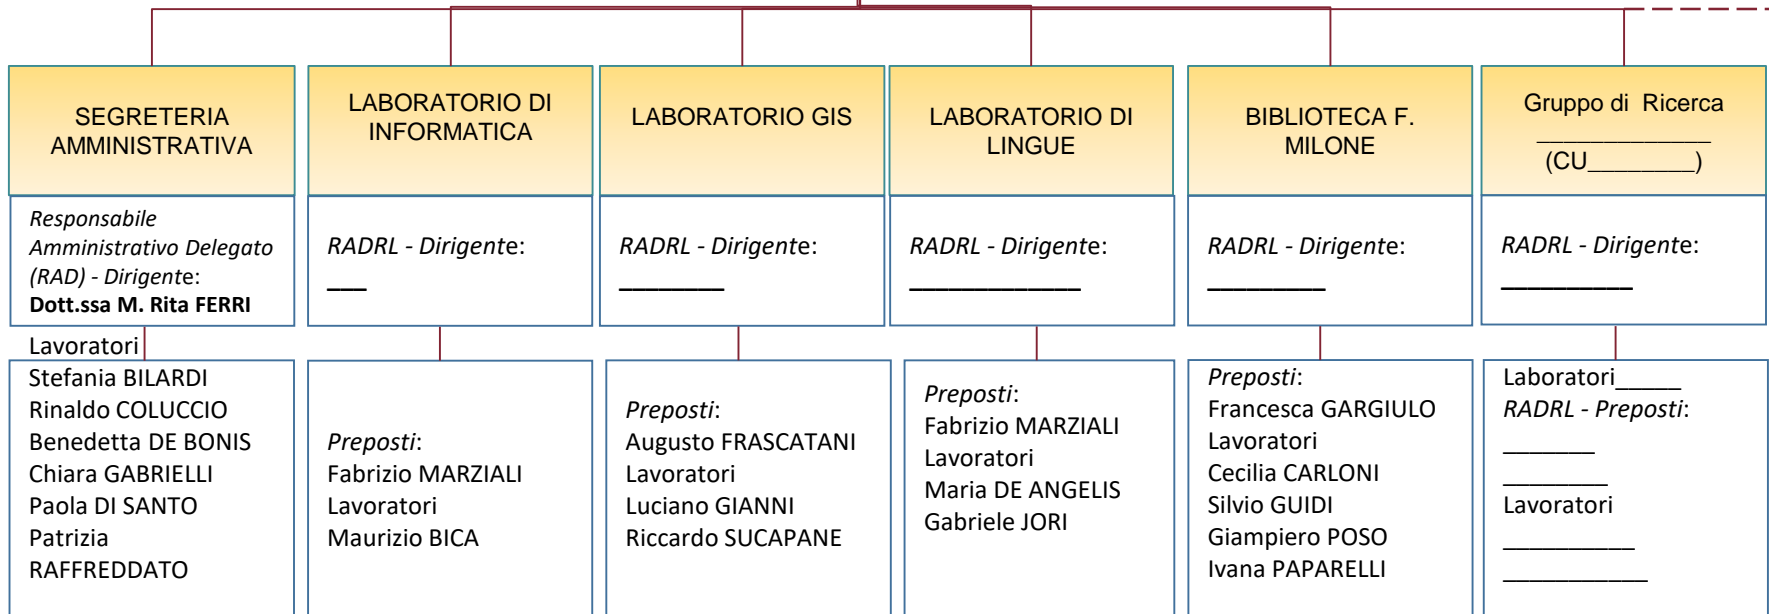 SEGRETERIA
AMMINISTRATIVA
Responsabile
Amministrativo Delegato
(RAD) - Dirigente:
Dott.ssa M. Rita FERRI
Lavoratori
Stefania BILARDI
Rinaldo COLUCCIO
Benedetta DE BONIS
Chiara GABRIELLI
Paola DI SANTO
Patrizia
RAFFREDDATO
LABORATORIO DI
INFORMATICA
RADRL - Dirigente:
___
Preposti:
Fabrizio MARZIALI
Lavoratori
Maurizio BICA
LABORATORIO GIS
RADRL - Dirigente:
________
Preposti:
Augusto FRASCATANI
Lavoratori
Luciano GIANNI
Riccardo SUCAPANE
LABORATORIO DI
LINGUE
RADRL - Dirigente:
_____________
Preposti:
Fabrizio MARZIALI
Lavoratori
Maria DE ANGELIS
Gabriele JORI
BIBLIOTECA F.
MILONE
RADRL - Dirigente:
_________
Preposti:
Francesca GARGIULO
Lavoratori
Cecilia CARLONI
Silvio GUIDI
Giampiero POSO
Ivana PAPARELLI
Gruppo di Ricerca
_____________
(CU________)
RADRL - Dirigente:
__________
Laboratori_____
RADRL - Preposti:
_______
________
Lavoratori
__________
___________